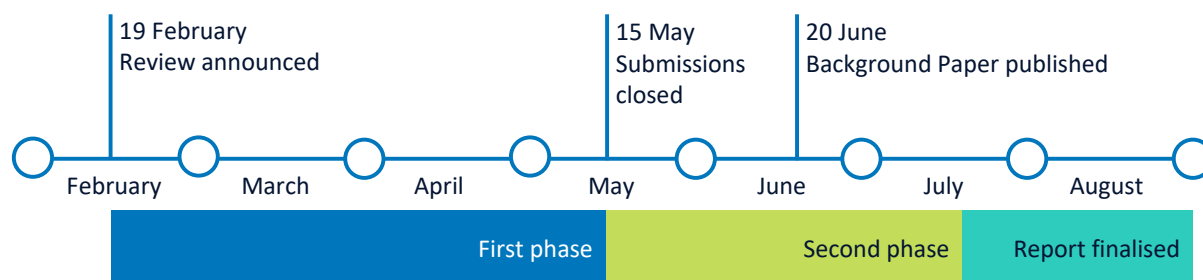 19 February
Review announced
15 May
Submissions
closed
20 June
Background Paper published
February
March
April
May
June
July
August
First phase
Second phase
Report finalised